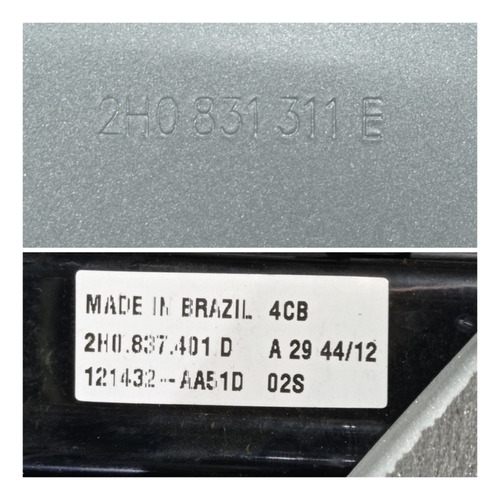 2H0 831 311 E
MADE IN BRAZIL 4CB
2H0.837.401.D A 29 44/12
121432--AA51D 02S